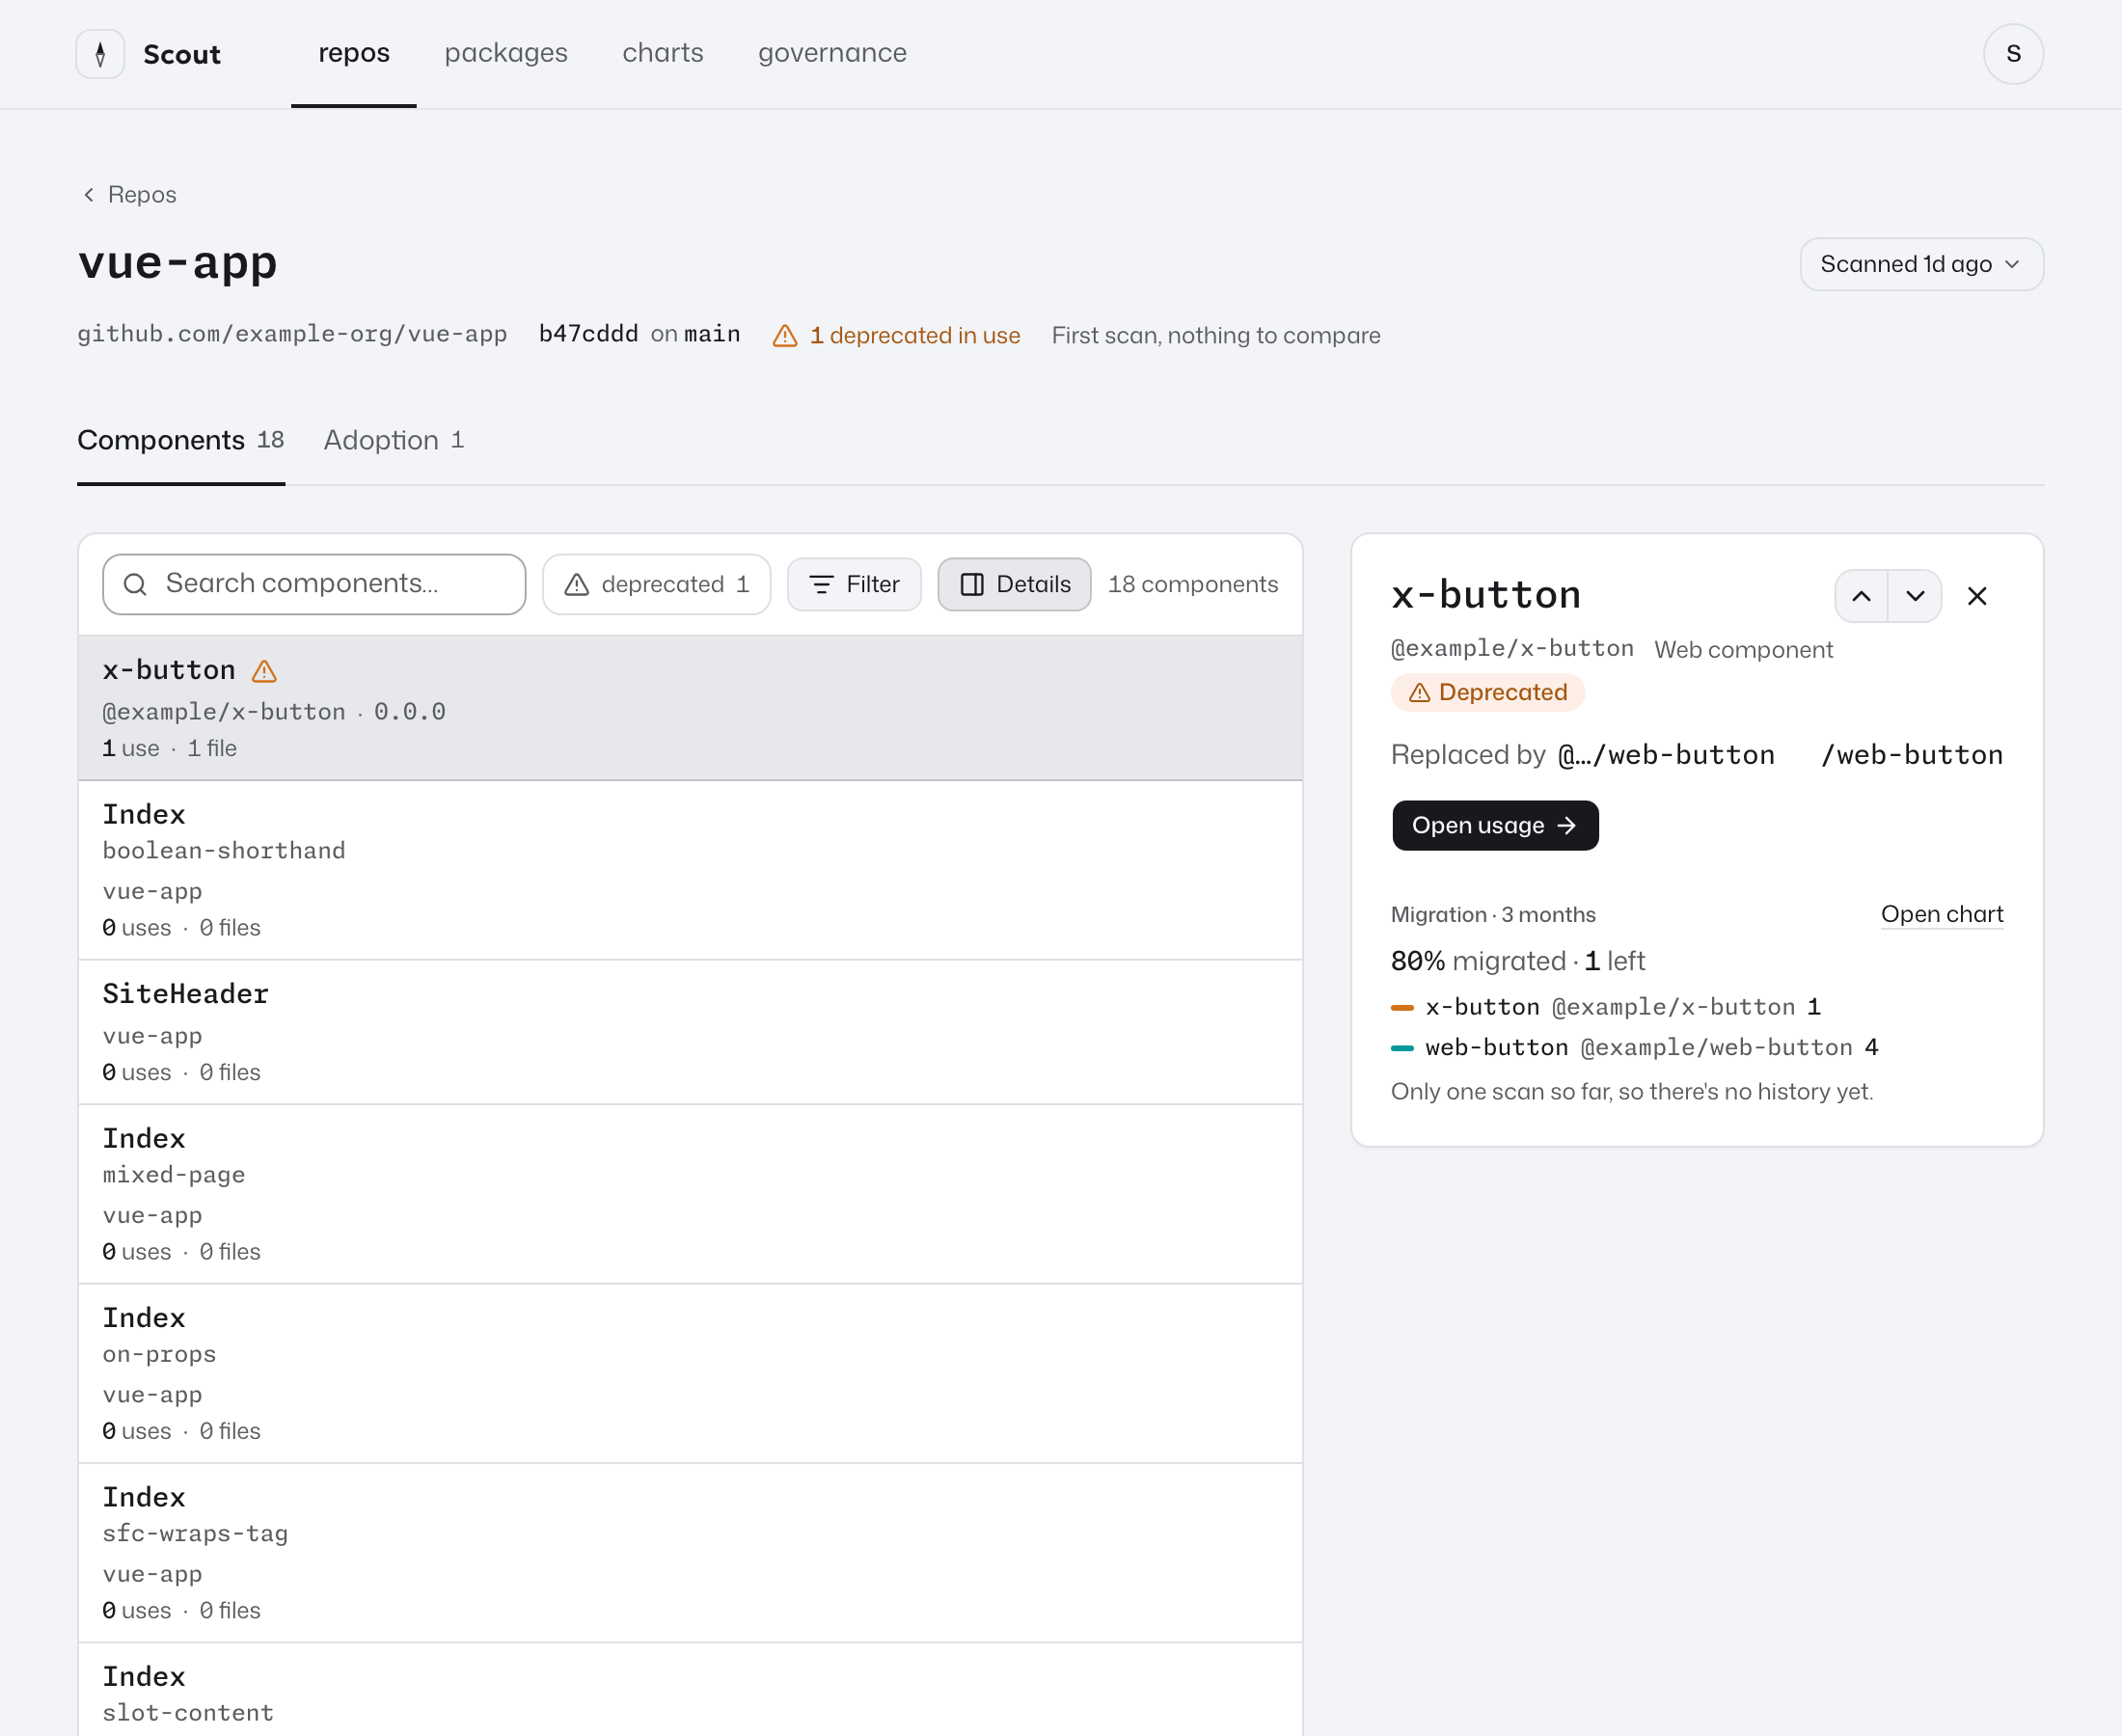 Scout
repos packages charts governance
S
Repos
vue-app
Scanned 1d ago
github.com/example-org/vue-app b47cddd on main 1 deprecated in use First scan, nothing to compare
Components 18 Adoption 1
Search components... deprecated 1 Filter Details 18 components
x-button
@example/x-button · 0.0.0
1 use · 1 file
Index
boolean-shorthand
vue-app
0 uses · 0 files
SiteHeader
vue-app
0 uses · 0 files
Index
mixed-page
vue-app
0 uses · 0 files
Index
on-props
vue-app
0 uses · 0 files
Index
sfc-wraps-tag
vue-app
0 uses · 0 files
Index
slot-content
x-button
@example/x-button Web component
Deprecated
Replaced by @…/web-button /web-button
Open usage
Migration · 3 months Open chart
80% migrated · 1 left
x-button @example/x-button 1
web-button @example/web-button 4
Only one scan so far, so there's no history yet.